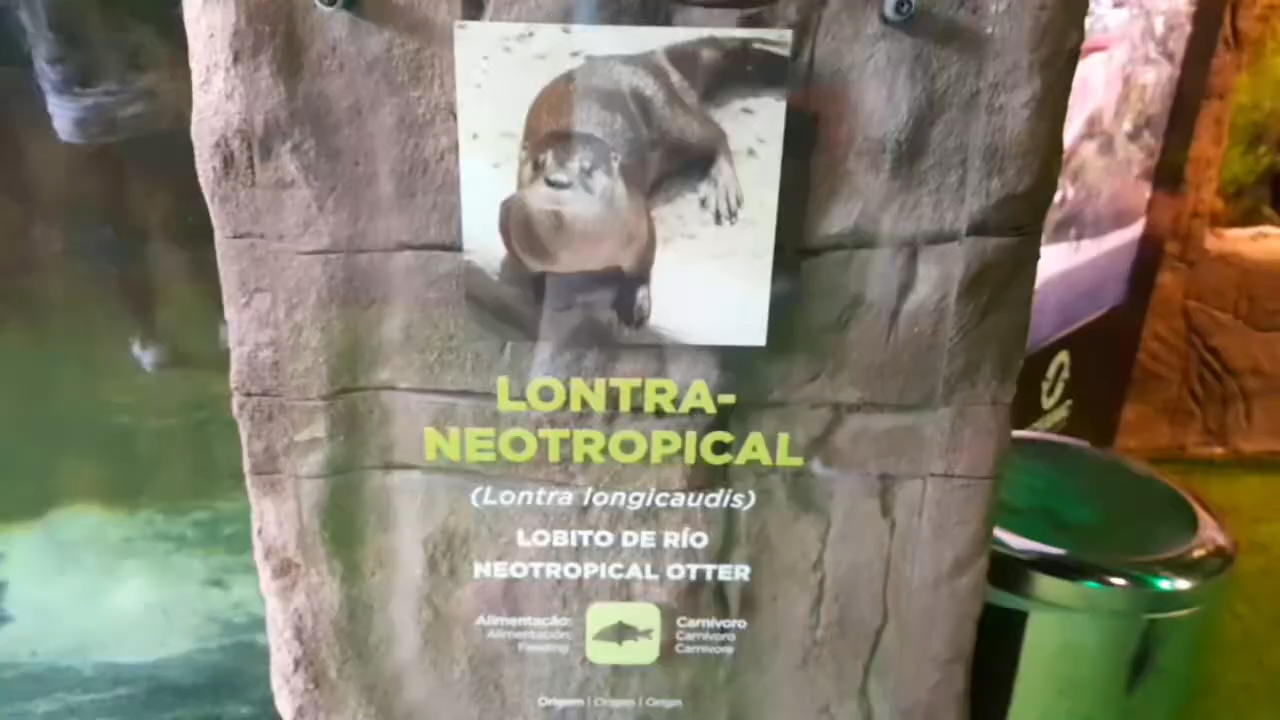 LONTRA-
NEOTROPICAL
(Lontra longicaudis)
LOBITO DE RÍO
NEOTROPICAL OTTER
Alimentação: Carnívoro
Alimentación: Carnívoro
Feeding Carnivore
Origem | Origen | Origin